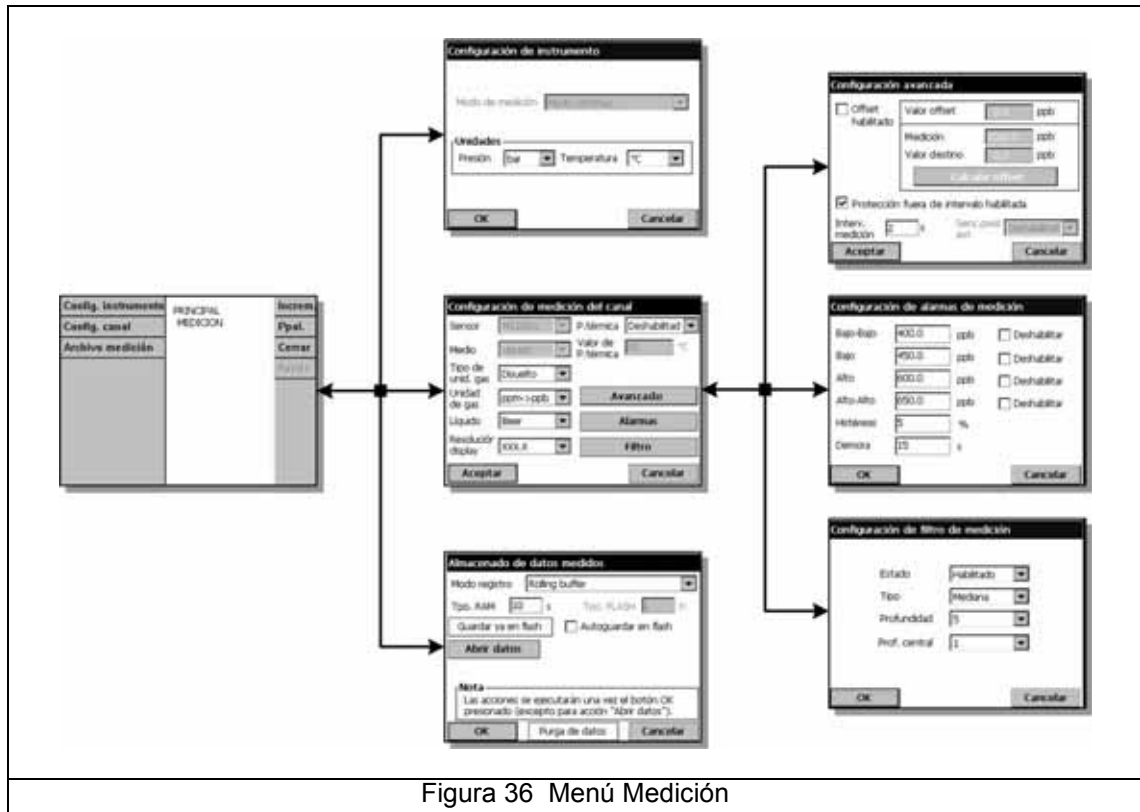 Configuración de instrumento
Modo de medición
Unidades
Presión bar Temperatura °C
OK Cancelar
Configuración avanzada
Offset habilitado
Valor offset ppb
Medición ppb
Valor destino ppb
Calcular offset
Protección fuera de intervalo habilitada
Interv. medición 2 s
Aceptar Cancelar
Config. instrumento
Config. canal
Archivo medición
PRINCIPAL
MEDICION
Increm.
Ppal.
Cerrar
Configuración de medición del canal
Sensor P.térmica Deshabilitad
Medio Valor de P.térmica °C
Tipo de unid. gas Disuelto
Unidad de gas ppm->ppb Avanzado
Líquido Beer Alarmas
Resolución display XXX.X Filtro
Aceptar Cancelar
Configuración de alarmas de medición
Bajo-Bajo 400.0 ppb Deshabilitar
Bajo 450.0 ppb Deshabilitar
Alto 600.0 ppb Deshabilitar
Alto-Alto 650.0 ppb Deshabilitar
Histéresis 5 %
Demora 15 s
OK Cancelar
Almacenado de datos medidos
Modo registro Rolling buffer
Tpo. RAM 10 s Tpo. FLASH h
Guardar ya en flash Autoguardar en flash
Abrir datos
Nota
Las acciones se ejecutarán una vez el botón OK
presionado (excepto para acción "Abrir datos").
OK Purga de datos Cancelar
Configuración de filtro de medición
Estado Habilitado
Tipo Mediana
Profundidad 5
Prof. central 1
OK Cancelar
Figura 36 Menú Medición